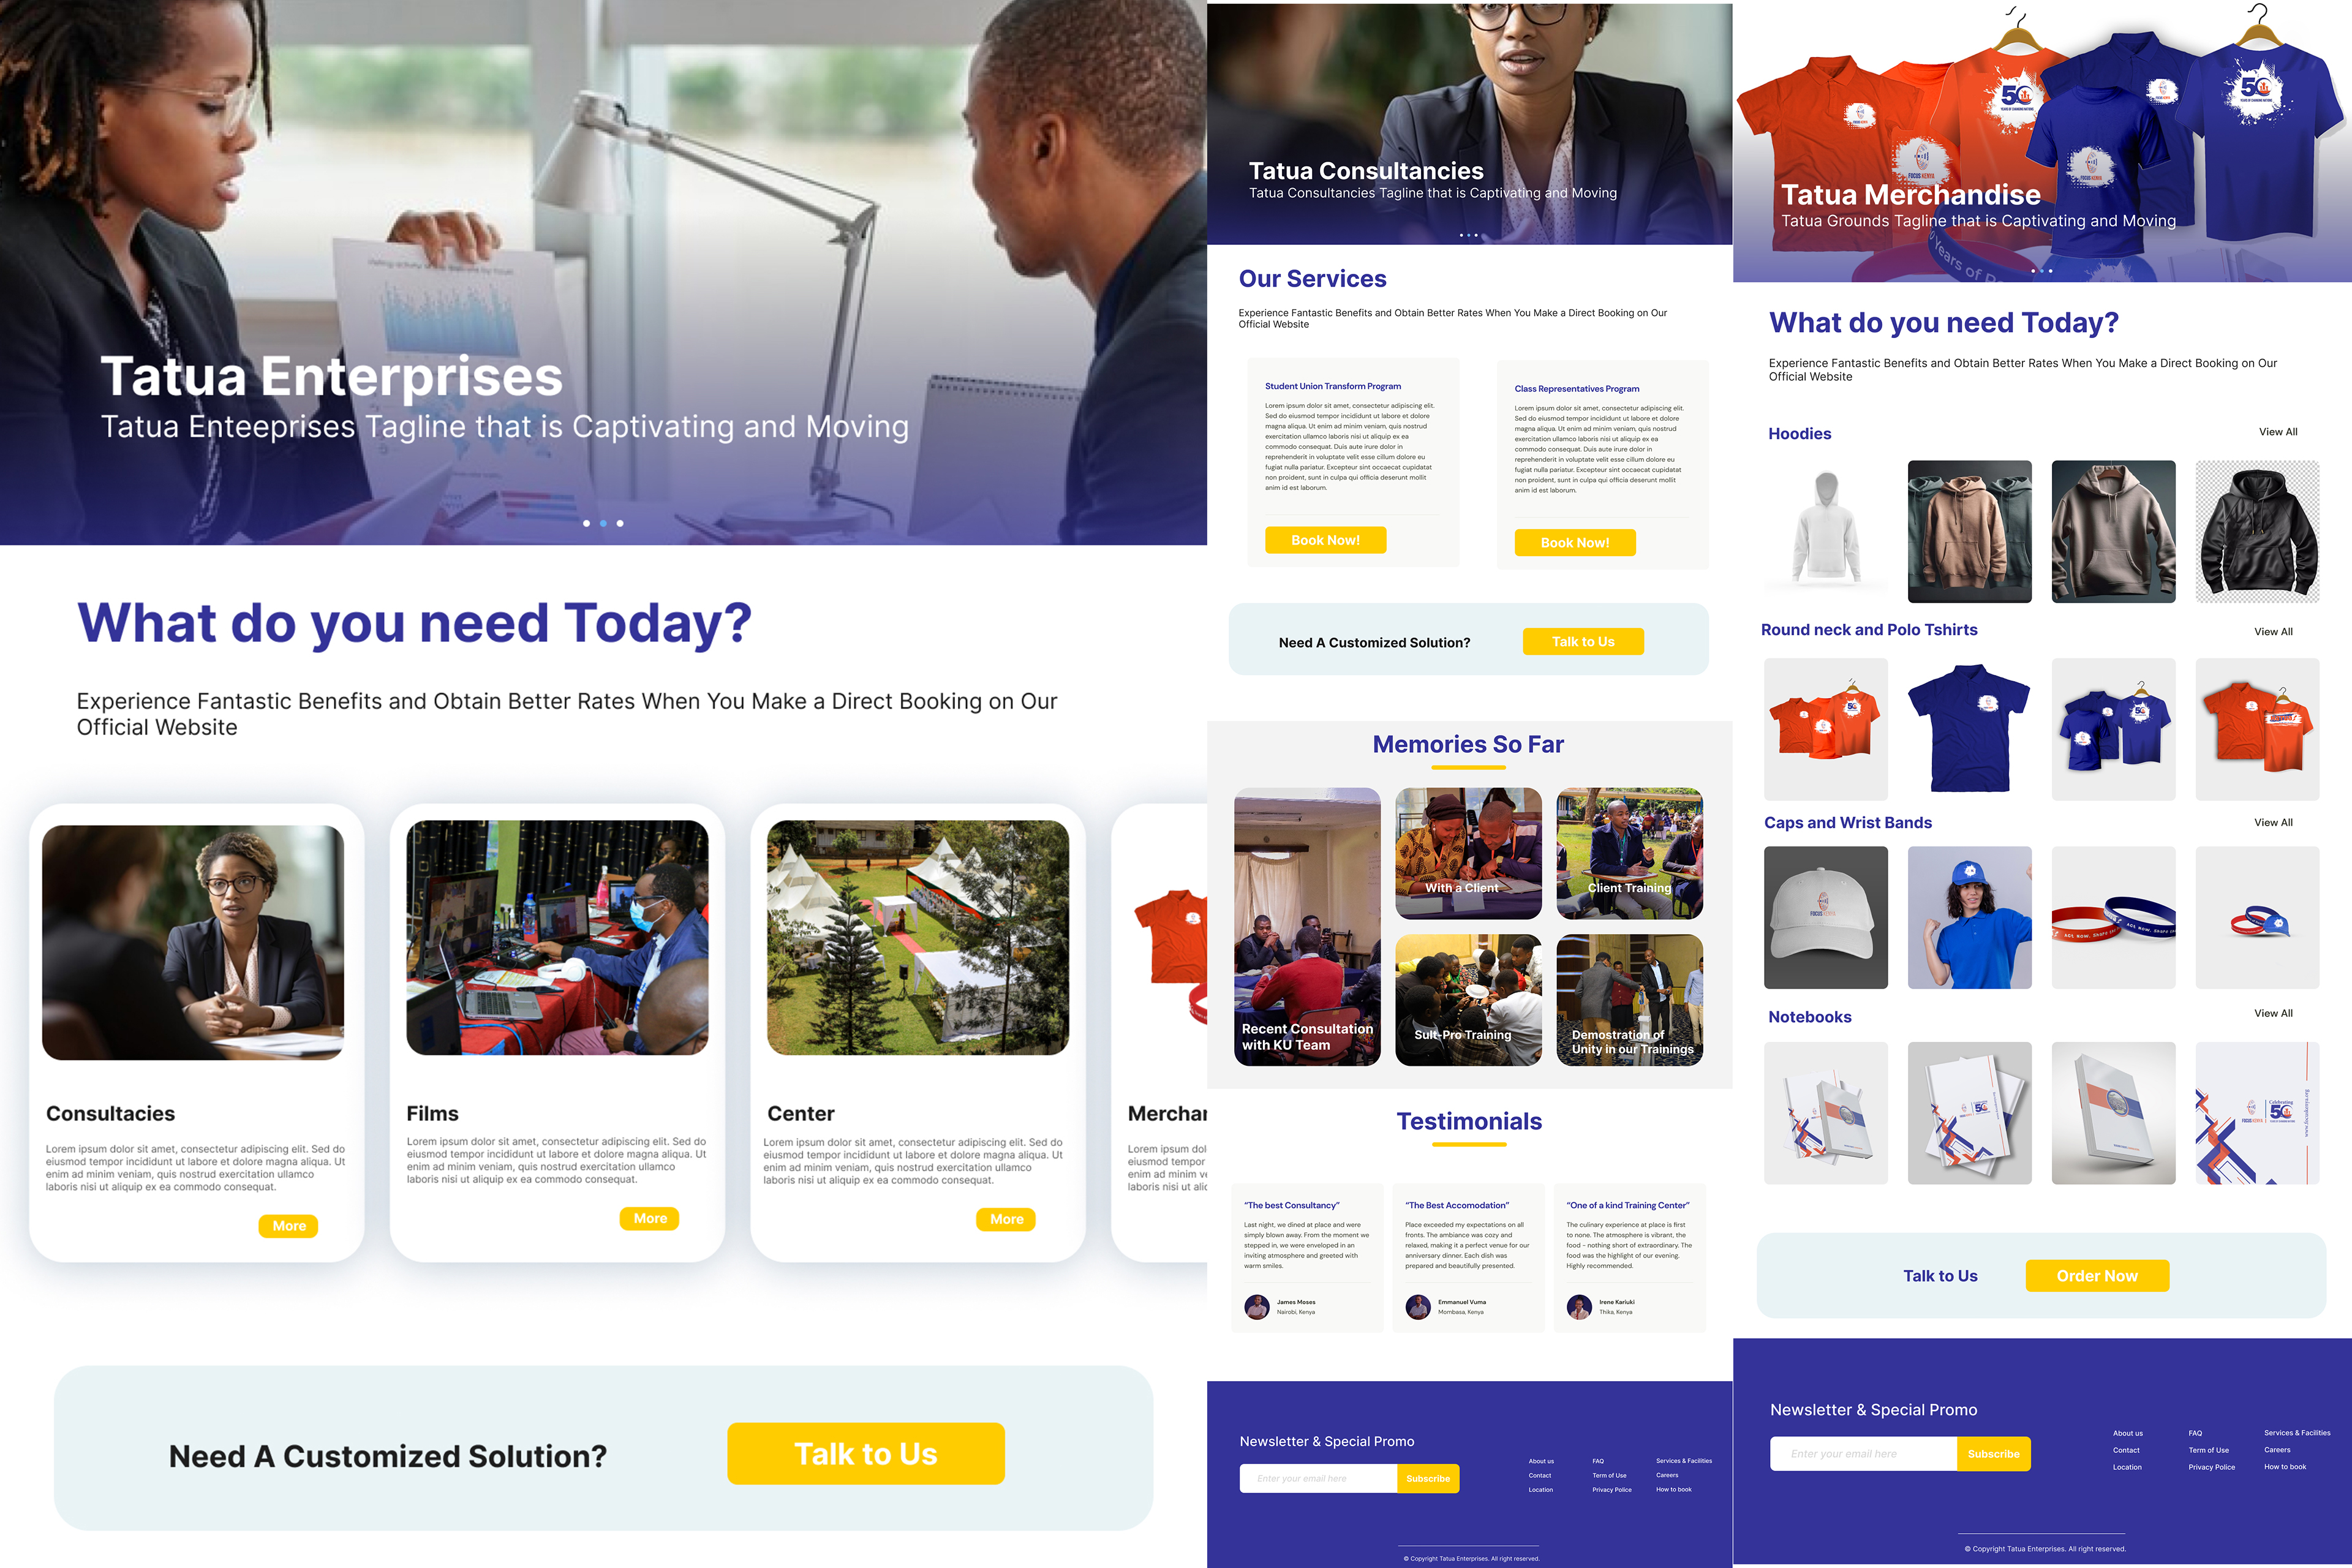 Tatua Enterprises
Tatua Enteeprises Tagline that is Captivating and Moving
What do you need Today?
Experience Fantastic Benefits and Obtain Better Rates When You Make a Direct Booking on Our
Official Website
Consultacies
Lorem ipsum dolor sit amet, consectetur adipiscing elit. Sed do
eiusmod tempor incididunt ut labore et dolore magna aliqua. Ut
enim ad minim veniam, quis nostrud exercitation ullamco
laboris nisi ut aliquip ex ea commodo consequat.
More
Films
Lorem ipsum dolor sit amet, consectetur adipiscing elit. Sed do
eiusmod tempor incididunt ut labore et dolore magna aliqua. Ut
enim ad minim veniam, quis nostrud exercitation ullamco
laboris nisi ut aliquip ex ea commodo consequat.
More
Center
Lorem ipsum dolor sit amet, consectetur adipiscing elit. Sed do
eiusmod tempor incididunt ut labore et dolore magna aliqua. Ut
enim ad minim veniam, quis nostrud exercitation ullamco
laboris nisi ut aliquip ex ea commodo consequat.
More
Merchan
Lorem ipsum dol
eiusmod tempor
enim ad minim ve
laboris nisi ut alic
Need A Customized Solution?
Talk to Us
Tatua Consultancies
Tatua Consultancies Tagline that is Captivating and Moving
Our Services
Experience Fantastic Benefits and Obtain Better Rates When You Make a Direct Booking on Our
Official Website
Student Union Transform Program
Lorem ipsum dolor sit amet, consectetur adipiscing elit.
Sed do eiusmod tempor incididunt ut labore et dolore
magna aliqua. Ut enim ad minim veniam, quis nostrud
exercitation ullamco laboris nisi ut aliquip ex ea
commodo consequat. Duis aute irure dolor in
reprehenderit in voluptate velit esse cillum dolore eu
fugiat nulla pariatur. Excepteur sint occaecat cupidatat
non proident, sunt in culpa qui officia deserunt mollit
anim id est laborum.
Book Now!
Class Representatives Program
Lorem ipsum dolor sit amet, consectetur adipiscing elit.
Sed do eiusmod tempor incididunt ut labore et dolore
magna aliqua. Ut enim ad minim veniam, quis nostrud
exercitation ullamco laboris nisi ut aliquip ex ea
commodo consequat. Duis aute irure dolor in
reprehenderit in voluptate velit esse cillum dolore eu
fugiat nulla pariatur. Excepteur sint occaecat cupidatat
non proident, sunt in culpa qui officia deserunt mollit
anim id est laborum.
Book Now!
Need A Customized Solution?
Talk to Us
Memories So Far
Recent Consultation
with KU Team
With a Client
Client Training
Sult-Pro Training
Demostration of
Unity in our Trainings
Testimonials
“The best Consultancy”
Last night, we dined at place and were
simply blown away. From the moment we
stepped in, we were enveloped in an
inviting atmosphere and greeted with
warm smiles.
James Moses
Nairobi, Kenya
“The Best Accomodation”
Place exceeded my expectations on all
fronts. The ambiance was cozy and
relaxed, making it a perfect venue for our
anniversary dinner. Each dish was
prepared and beautifully presented.
Emmanuel Vuma
Mombasa, Kenya
“One of a kind Training Center”
The culinary experience at place is first
to none. The atmosphere is vibrant, the
food - nothing short of extraordinary. The
food was the highlight of our evening.
Highly recommended.
Irene Kariuki
Thika, Kenya
Newsletter & Special Promo
Enter your email here
Subscribe
About us
Contact
Location
FAQ
Term of Use
Privacy Police
Services & Facilities
Careers
How to book
© Copyright Tatua Enterprises. All right reserved.
FOCUS KENYA
FOCUS KENYA
50
50
Years of
Tatua Merchandise
Tatua Grounds Tagline that is Captivating and Moving
What do you need Today?
Experience Fantastic Benefits and Obtain Better Rates When You Make a Direct Booking on Our
Official Website
Hoodies
View All
Round neck and Polo Tshirts
View All
50
50
Caps and Wrist Bands
View All
FOCUS KENYA
ACT NOW.
ACT NOW. SHAPE
Notebooks
View All
50
FOCUS KENYA
Celebrating
50
www.focuskenya.org
Talk to Us
Order Now
Newsletter & Special Promo
Enter your email here
Subscribe
About us
Contact
Location
FAQ
Term of Use
Privacy Police
Services & Facilities
Careers
How to book
© Copyright Tatua Enterprises. All right reserved.